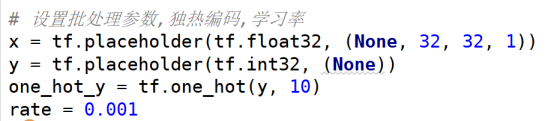 # 设置批处理参数,独热编码,学习率
x = tf.placeholder(tf.float32, (None, 32, 32, 1))
y = tf.placeholder(tf.int32, (None))
one_hot_y = tf.one_hot(y, 10)
rate = 0.001